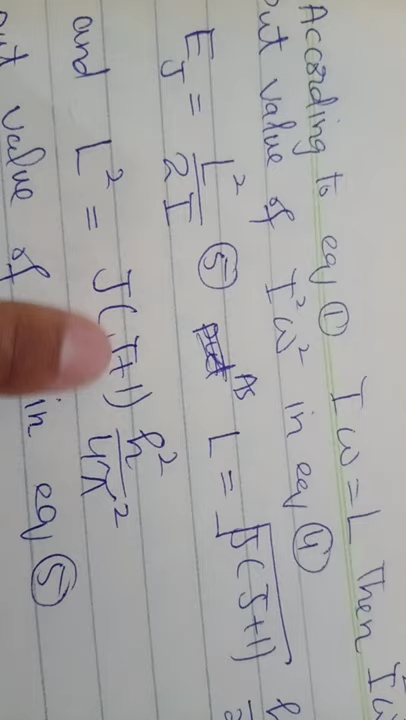 According to eq ① Iω = L Then
put value of I²ω² in eq ④
E_J = L²/2I ⑤ As L = √J(J+1) h
and L² = J(J+1) h²/4π²
put value of in eq ⑤